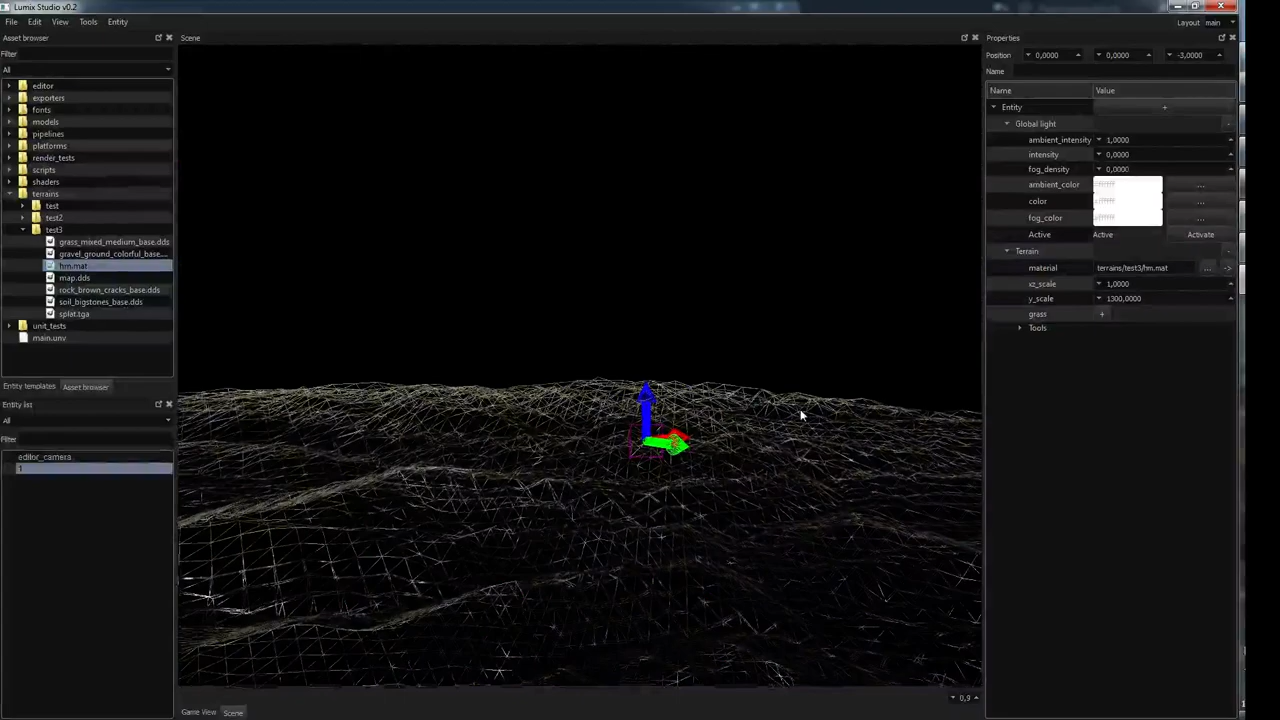 Lumix Studio v0.2
File Edit View Tools Entity
Layout main
Asset browser
Filter
All
editor
exporters
fonts
models
pipelines
platforms
render_tests
scripts
shaders
terrains
test
test2
test3
grass_mixed_medium_base.dds
gravel_ground_colorful_base....
hm.mat
map.dds
rock_brown_cracks_base.dds
soil_bigstones_base.dds
splat.tga
unit_tests
main.unv
Entity templates Asset browser
Entity list
All
Filter
editor_camera
1
Scene
0,9
Game View Scene
Properties
Position 0,0000 0,0000 -3,0000
Name
Name Value
Entity +
Global light -
ambient_intensity 1,0000
intensity 0,0000
fog_density 0,0000
ambient_color ...
color ...
fog_color ...
Active Active Activate
Terrain -
material terrains/test3/hm.mat ... ->
xz_scale 1,0000
y_scale 1300,0000
grass +
Tools